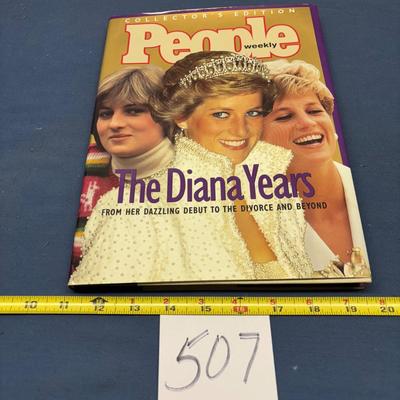 COLLECTOR'S EDITION
People
weekly
The Diana Years
FROM HER DAZZLING DEBUT TO THE DIVORCE AND BEYOND
10 11 12 13 14 15 16 17 18 19 20
507